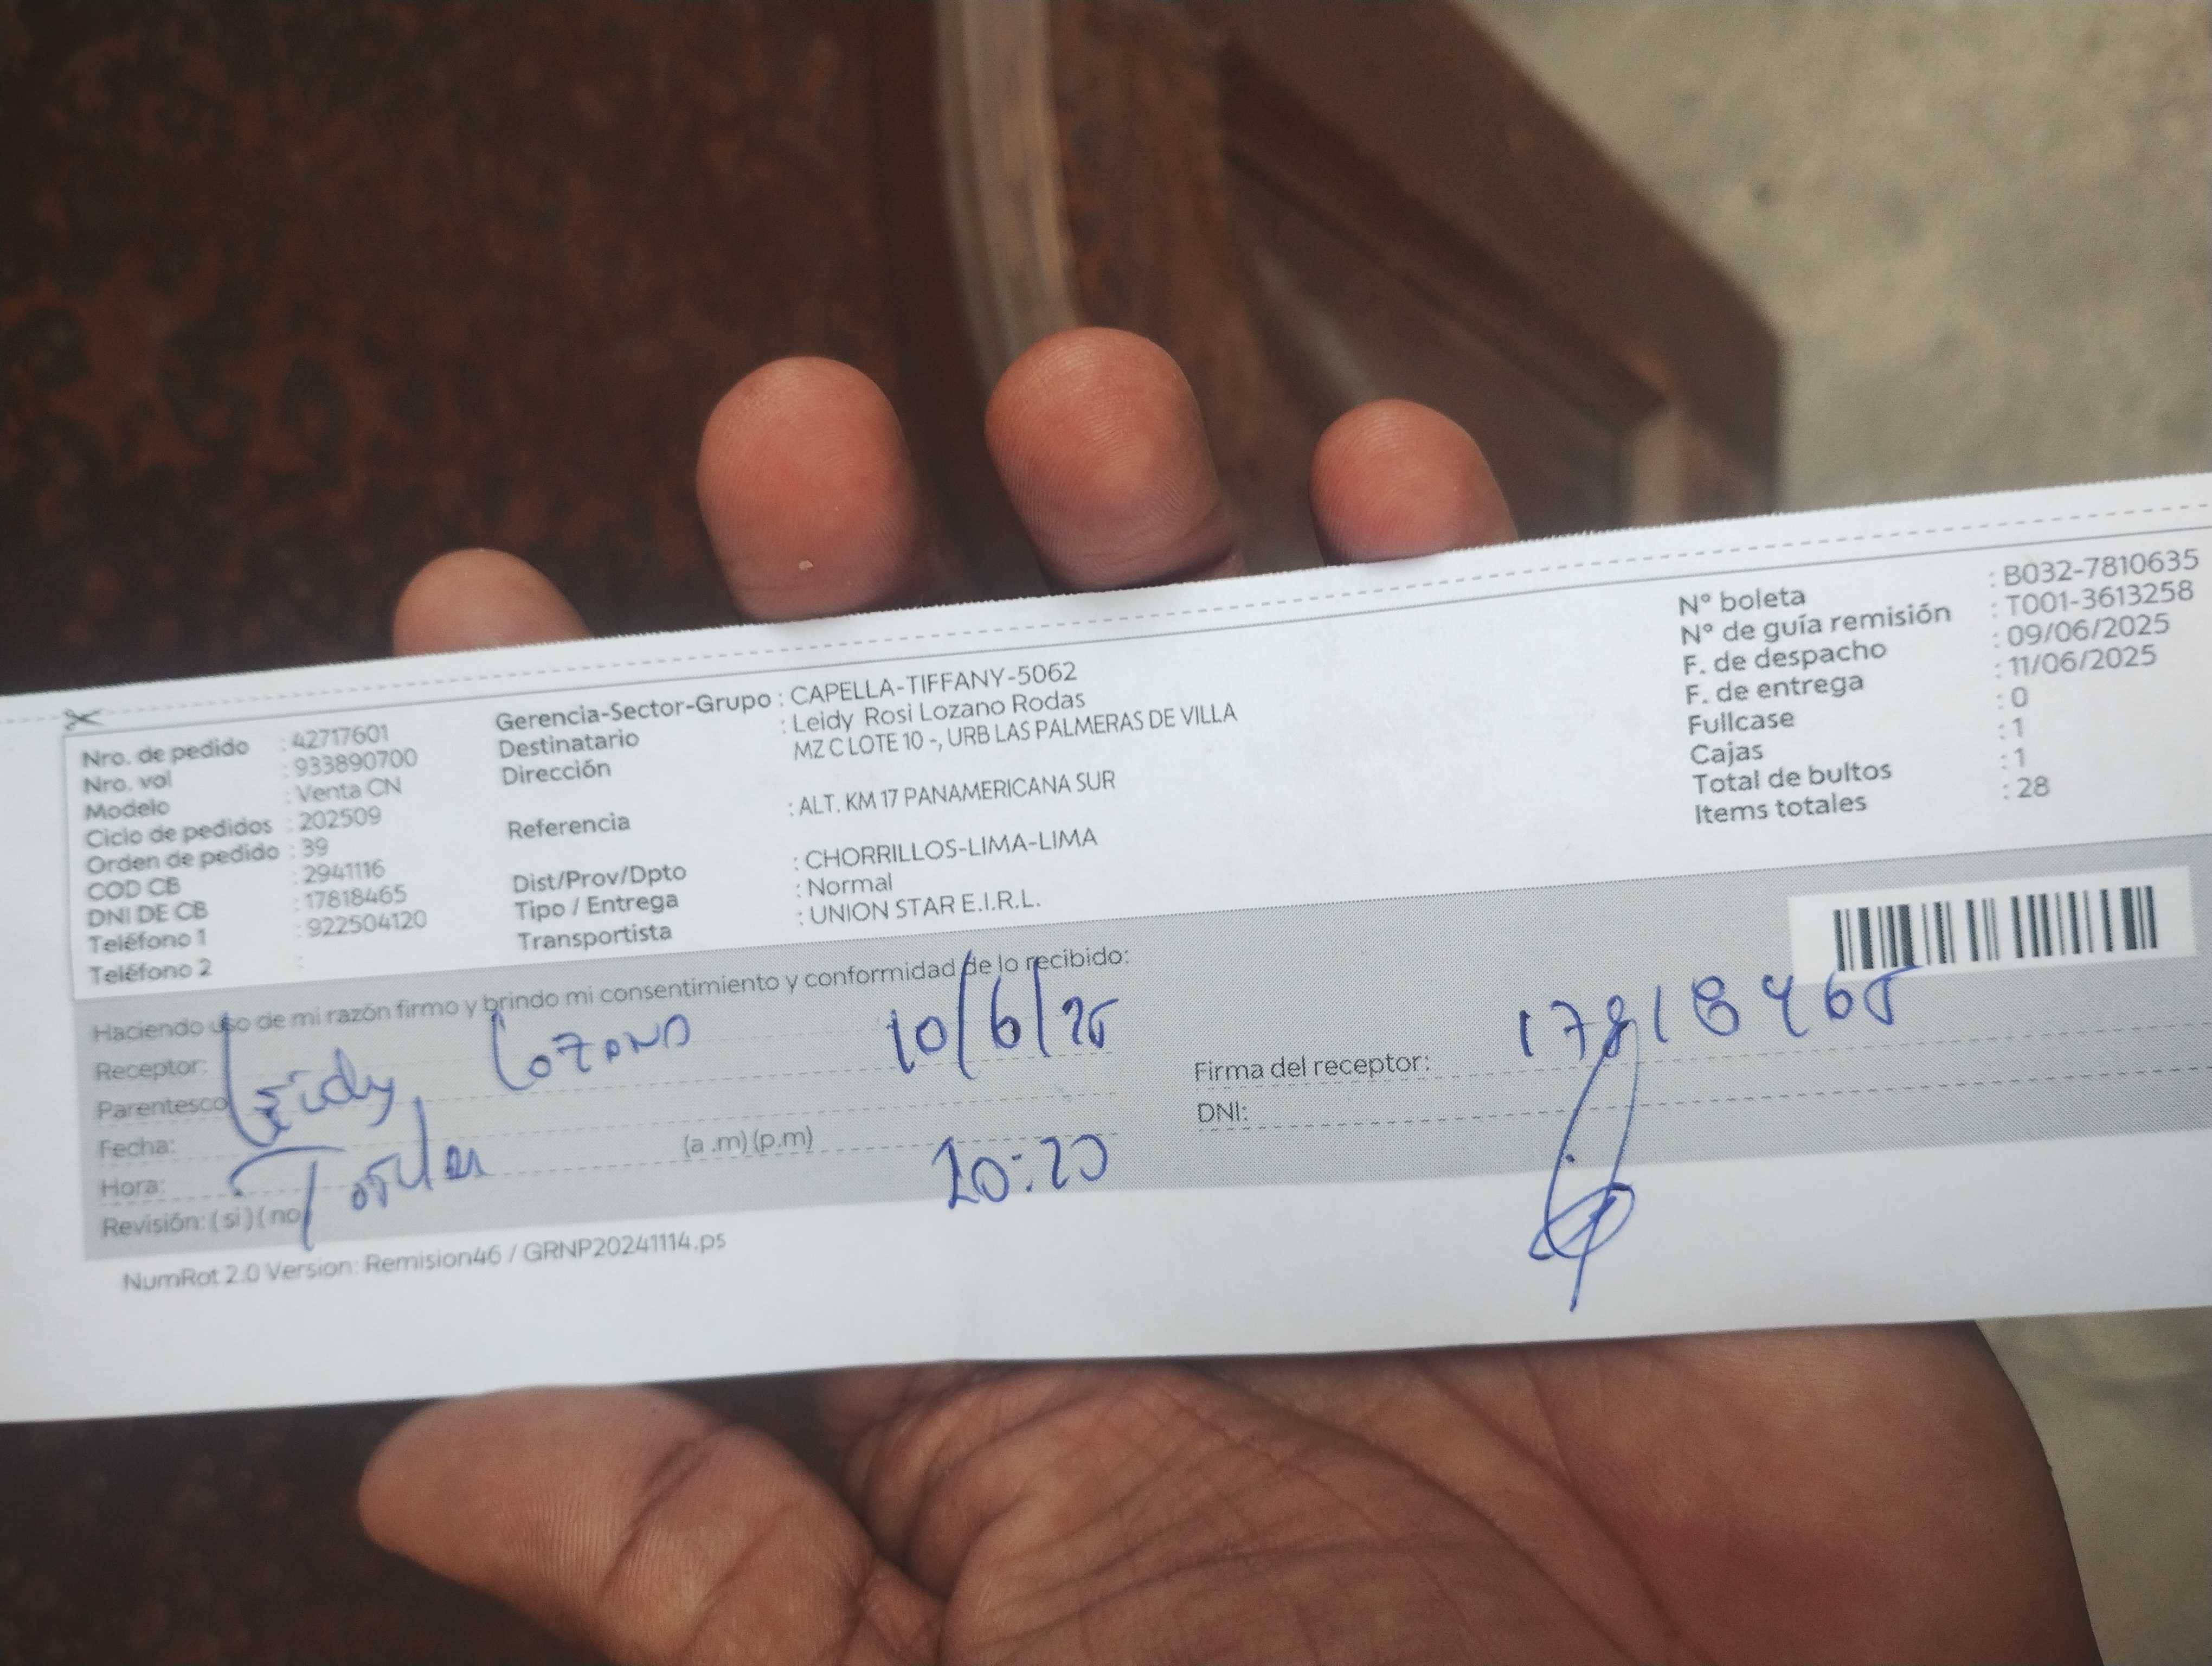 Nro. de pedido : 42717601
Nro. vol : 933890700
Modelo : Venta CN
Ciclo de pedidos : 202509
Orden de pedido : 39
COD CB : 2941116
DNI DE CB : 17818465
Teléfono 1 : 922504120
Teléfono 2 :
Gerencia-Sector-Grupo : CAPELLA-TIFFANY-5062
Destinatario : Leidy Rosi Lozano Rodas
Dirección MZ C LOTE 10 -, URB LAS PALMERAS DE VILLA
Referencia : ALT. KM 17 PANAMERICANA SUR
Dist/Prov/Dpto : CHORRILLOS-LIMA-LIMA
Tipo / Entrega : Normal
Transportista : UNION STAR E.I.R.L.
N° boleta : B032-7810635
N° de guía remisión : T001-3613258
F. de despacho : 09/06/2025
F. de entrega : 11/06/2025
Fullcase : 0
Cajas : 1
Total de bultos : 1
Items totales : 28
Haciendo uso de mi razón firmo y brindo mi consentimiento y conformidad de lo recibido:
Receptor: Leidy Lozano 10/6/25
Parentesco
Fecha:
Hora: (a .m) (p.m) 10:20
Revisión: ( si ) ( no
Firma del receptor: 17818465
DNI:
NumRot 2.0 Version: Remision46 / GRNP20241114.ps